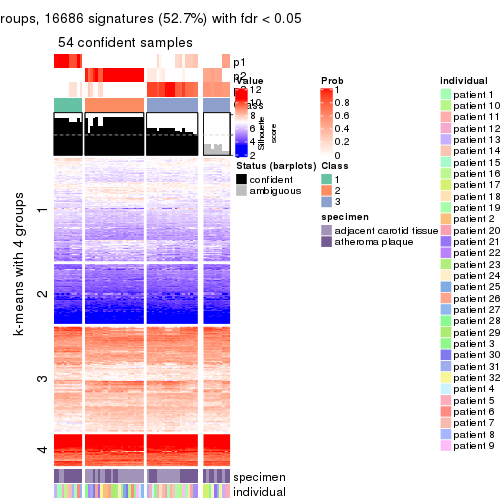 roups, 16686 signatures (52.7%) with fdr < 0.05
54 confident samples
p1
p2
p3
Class
Silhouette
score
k-means with 4 groups
1
2
3
4
specimen
individual
Value
12
10
8
6
4
2
Prob
1
0.8
0.6
0.4
0.2
0
Status (barplots)
confident
ambiguous
Class
1
2
3
specimen
adjacent carotid tissue
atheroma plaque
individual
patient 1
patient 10
patient 11
patient 12
patient 13
patient 14
patient 15
patient 16
patient 17
patient 18
patient 19
patient 2
patient 20
patient 21
patient 22
patient 23
patient 24
patient 25
patient 26
patient 27
patient 28
patient 29
patient 3
patient 30
patient 31
patient 32
patient 4
patient 5
patient 6
patient 7
patient 8
patient 9